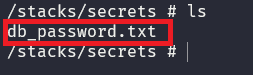 /stacks/secrets # ls
db_password.txt
/stacks/secrets #